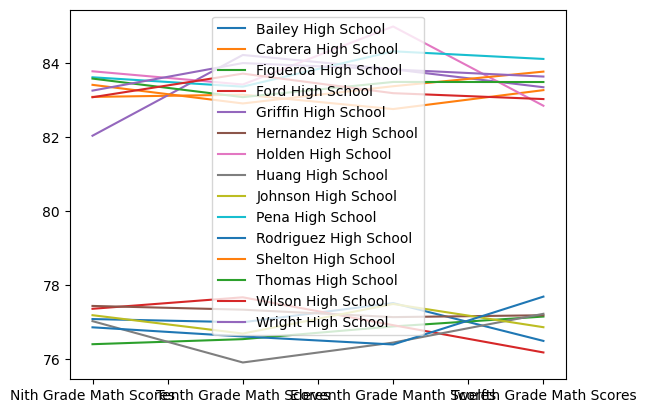 84
82
80
78
76
Bailey High School
Cabrera High School
Figueroa High School
Ford High School
Griffin High School
Hernandez High School
Holden High School
Huang High School
Johnson High School
Pena High School
Rodriguez High School
Shelton High School
Thomas High School
Wilson High School
Wright High School
Nith Grade Math Scores Tenth Grade Math Scores Eleventh Grade Manth Scores Twelfth Grade Math Scores